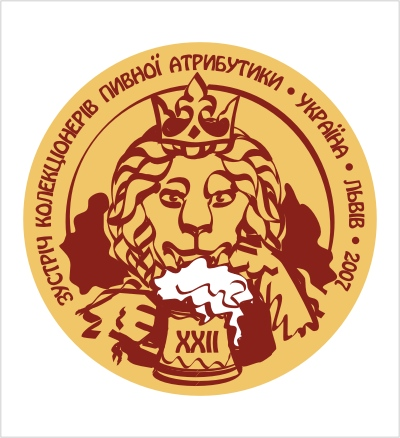 ЗУСТРІЧ КОЛЕКЦІОНЕРІВ ПИВНОЇ АТРИБУТИКИ • УКРАЇНА • ЛЬВІВ • 2007
XXII